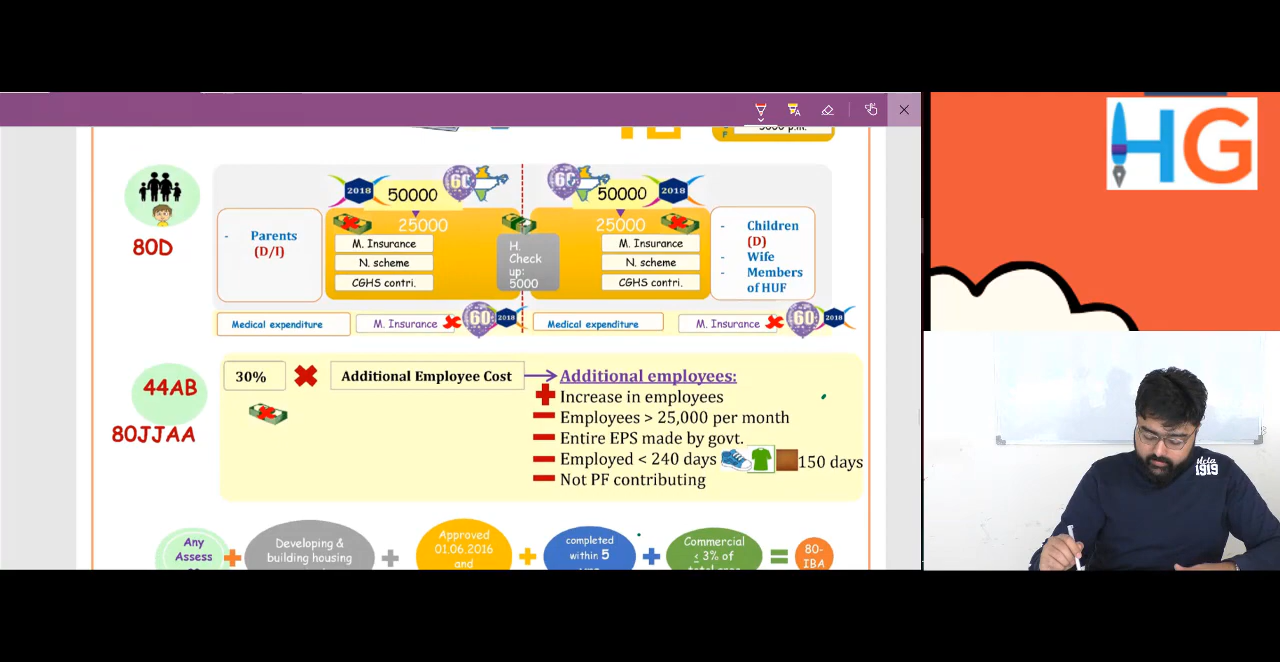 5000 p.m.
F
HG
80D
- Parents
(D/I)
2018
50000
60
25000
M. Insurance
N. scheme
CGHS contri.
H.
Check
up:
5000
60
50000
2018
25000
M. Insurance
N. scheme
CGHS contri.
- Children
(D)
- Wife
- Members
of HUF
Medical expenditure
M. Insurance
60
2018
Medical expenditure
M. Insurance
60
2018
44AB
80JJAA
30%
Additional Employee Cost
Additional employees:
Increase in employees
Employees > 25,000 per month
Entire EPS made by govt.
Employed < 240 days
150 days
Not PF contributing
Any
Assess
Developing &
building housing
Approved
01.06.2016
and
completed
within 5
Commercial
≤ 3% of
80-
IBA
1919